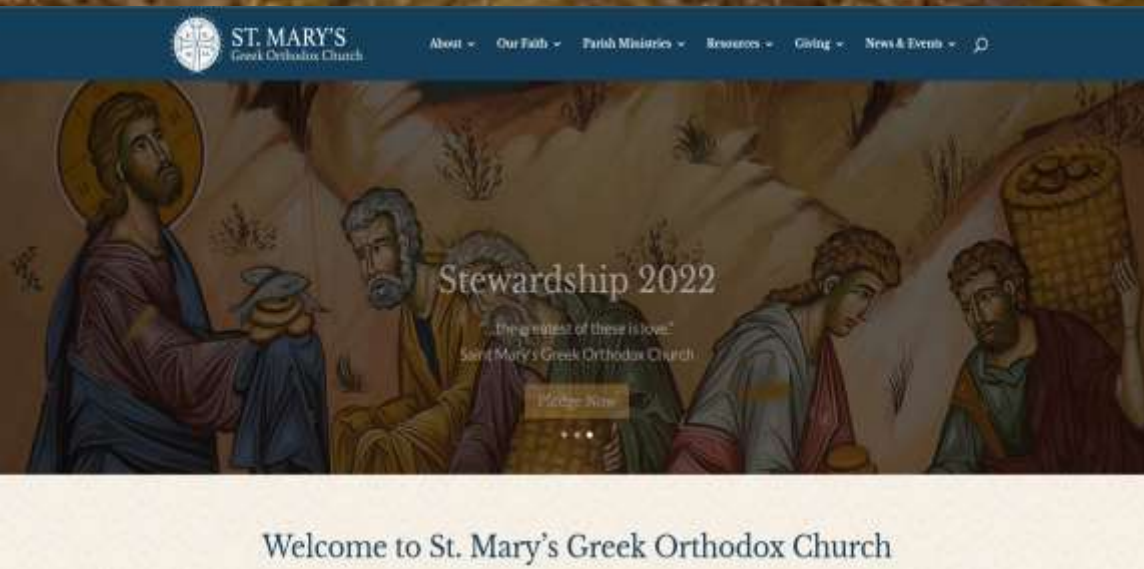 ST. MARY'S
Greek Orthodox Church
About
Our Faith
Parish Ministries
Resources
Giving
News & Events
Stewardship 2022
"...the greatest of these is love."
Saint Mary's Greek Orthodox Church
Pledge Now
Welcome to St. Mary's Greek Orthodox Church